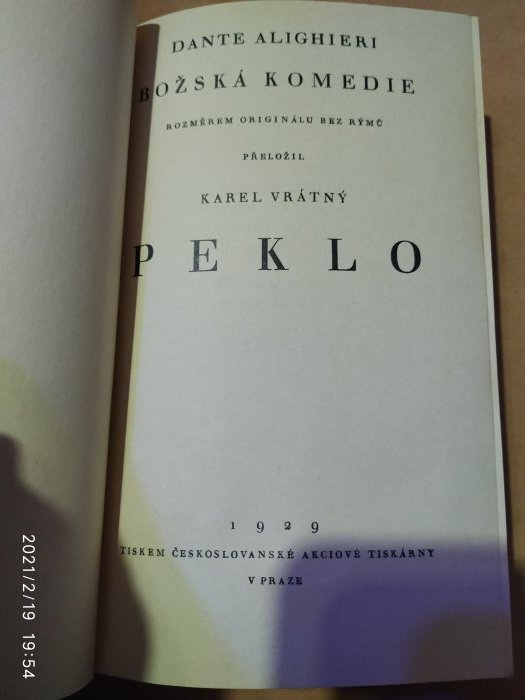 DANTE ALIGHIERI
BOŽSKÁ KOMEDIE
ROZMĚREM ORIGINÁLU BEZ RÝMŮ
PŘELOŽIL
KAREL VRÁTNÝ
PEKLO
1929
TISKEM ČESKOSLOVANSKÉ AKCIOVÉ TISKÁRNY
V PRAZE
2021/2/19 19:54